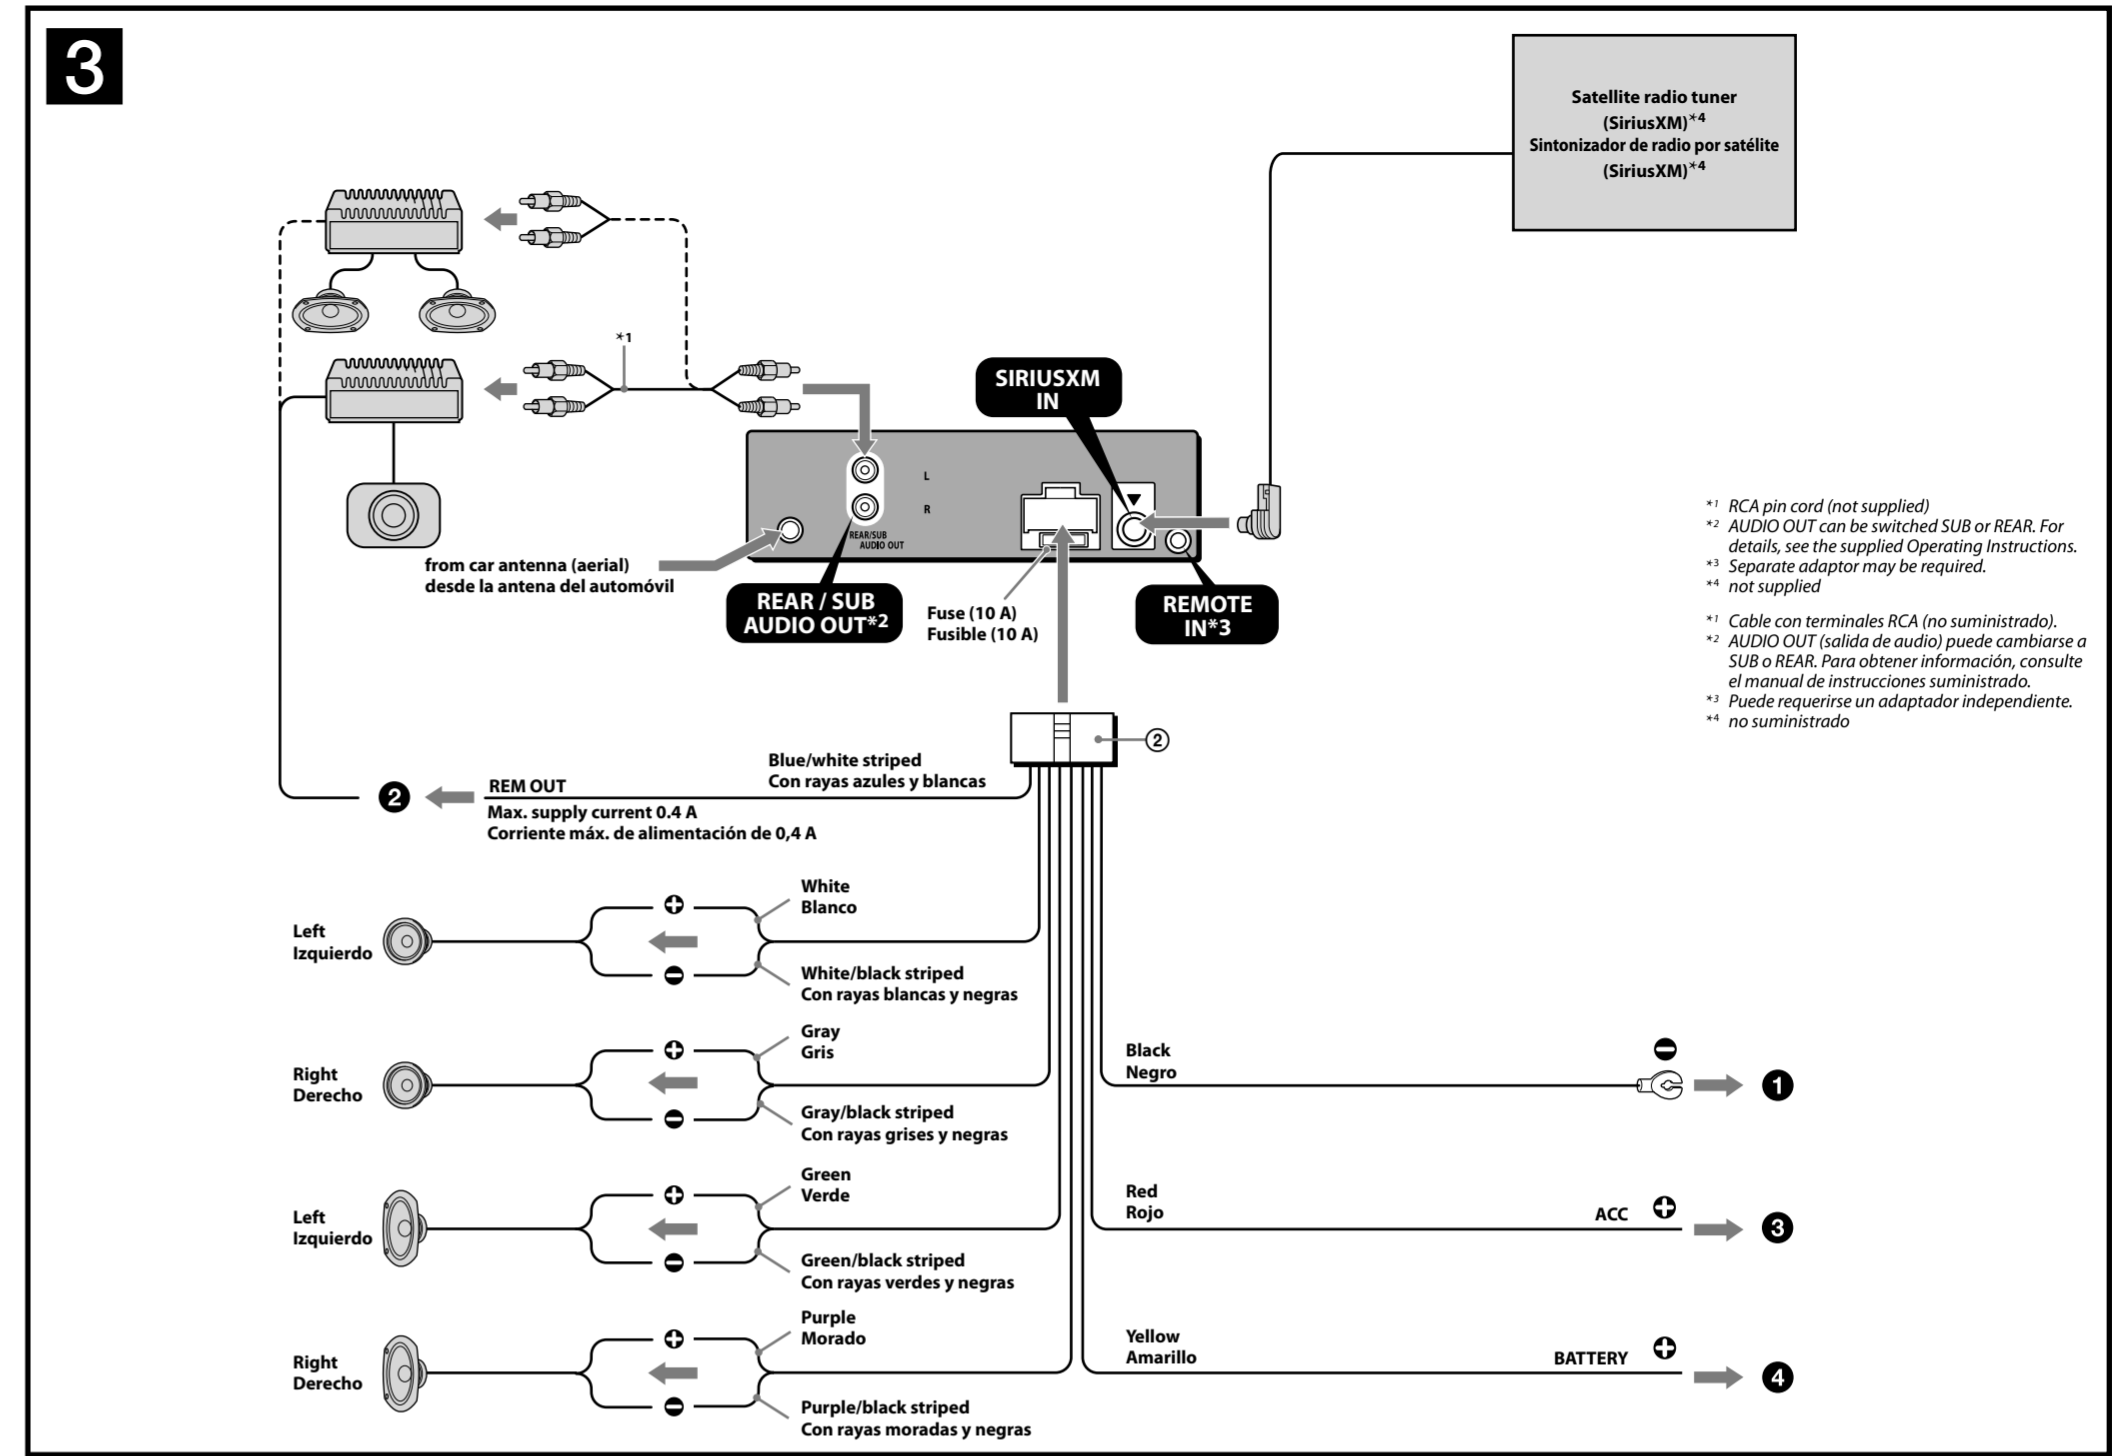 3
Satellite radio tuner
(SiriusXM)*4
Sintonizador de radio por satélite
(SiriusXM)*4
*1
SIRIUSXM
IN
L
R
REAR/SUB
AUDIO OUT
from car antenna (aerial)
desde la antena del automóvil
REAR / SUB
AUDIO OUT*2
Fuse (10 A)
Fusible (10 A)
REMOTE
IN*3
*1 RCA pin cord (not supplied)
*2 AUDIO OUT can be switched SUB or REAR. For
details, see the supplied Operating Instructions.
*3 Separate adaptor may be required.
*4 not supplied
*1 Cable con terminales RCA (no suministrado).
*2 AUDIO OUT (salida de audio) puede cambiarse a
SUB o REAR. Para obtener información, consulte
el manual de instrucciones suministrado.
*3 Puede requerirse un adaptador independiente.
*4 no suministrado
②
Blue/white striped
Con rayas azules y blancas
❷
REM OUT
Max. supply current 0.4 A
Corriente máx. de alimentación de 0,4 A
White
Blanco
Left
Izquierdo
White/black striped
Con rayas blancas y negras
Gray
Gris
Right
Derecho
Gray/black striped
Con rayas grises y negras
Green
Verde
Left
Izquierdo
Green/black striped
Con rayas verdes y negras
Purple
Morado
Right
Derecho
Purple/black striped
Con rayas moradas y negras
Black
Negro
❶
Red
Rojo
ACC
❸
Yellow
Amarillo
BATTERY
❹